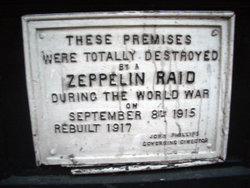 THESE PREMISES
WERE TOTALLY DESTROYED
BY A
ZEPPELIN RAID
DURING THE WORLD WAR
ON
SEPTEMBER 8TH 1915
REBUILT 1917
JOHN PHILLIPS
GOVERNING DIRECTOR